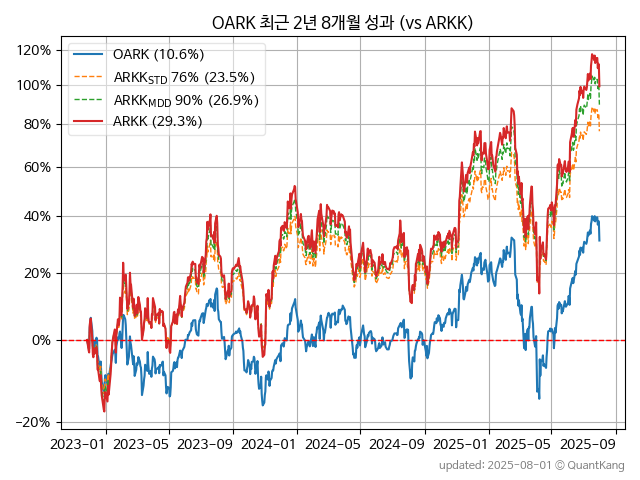 OARK 최근 2년 8개월 성과 (vs ARKK)
OARK (10.6%)
ARKK_STD 76% (23.5%)
ARKK_MDD 90% (26.9%)
ARKK (29.3%)
120%
100%
80%
60%
40%
20%
0%
−20%
2023−01 2023−05 2023−09 2024−01 2024−05 2024−09 2025−01 2025−05 2025−09
updated: 2025-08-01 © QuantKang